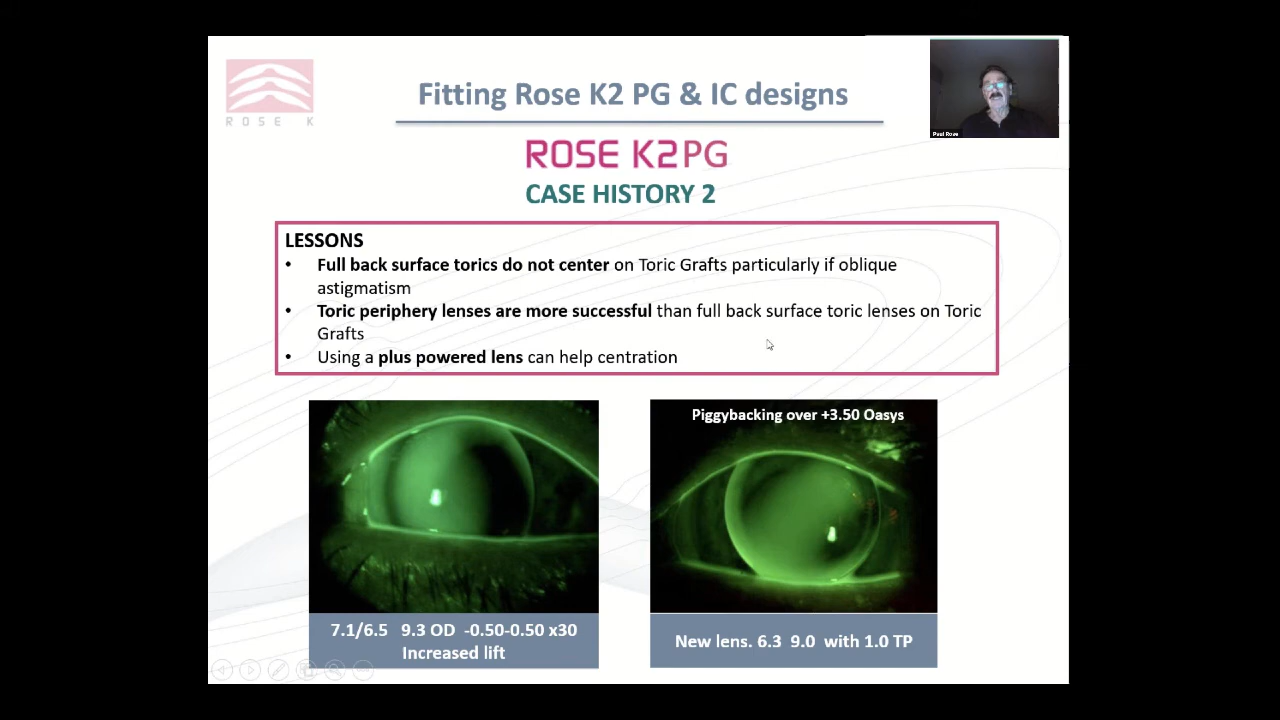 Fitting Rose K2 PG & IC designs
ROSE K
Paul Rose
ROSE K2PG
CASE HISTORY 2
LESSONS
• Full back surface torics do not center on Toric Grafts particularly if oblique
astigmatism
• Toric periphery lenses are more successful than full back surface toric lenses on Toric
Grafts
• Using a plus powered lens can help centration
Piggybacking over +3.50 Oasys
7.1/6.5 9.3 OD -0.50-0.50 x30
Increased lift
New lens. 6.3 9.0 with 1.0 TP